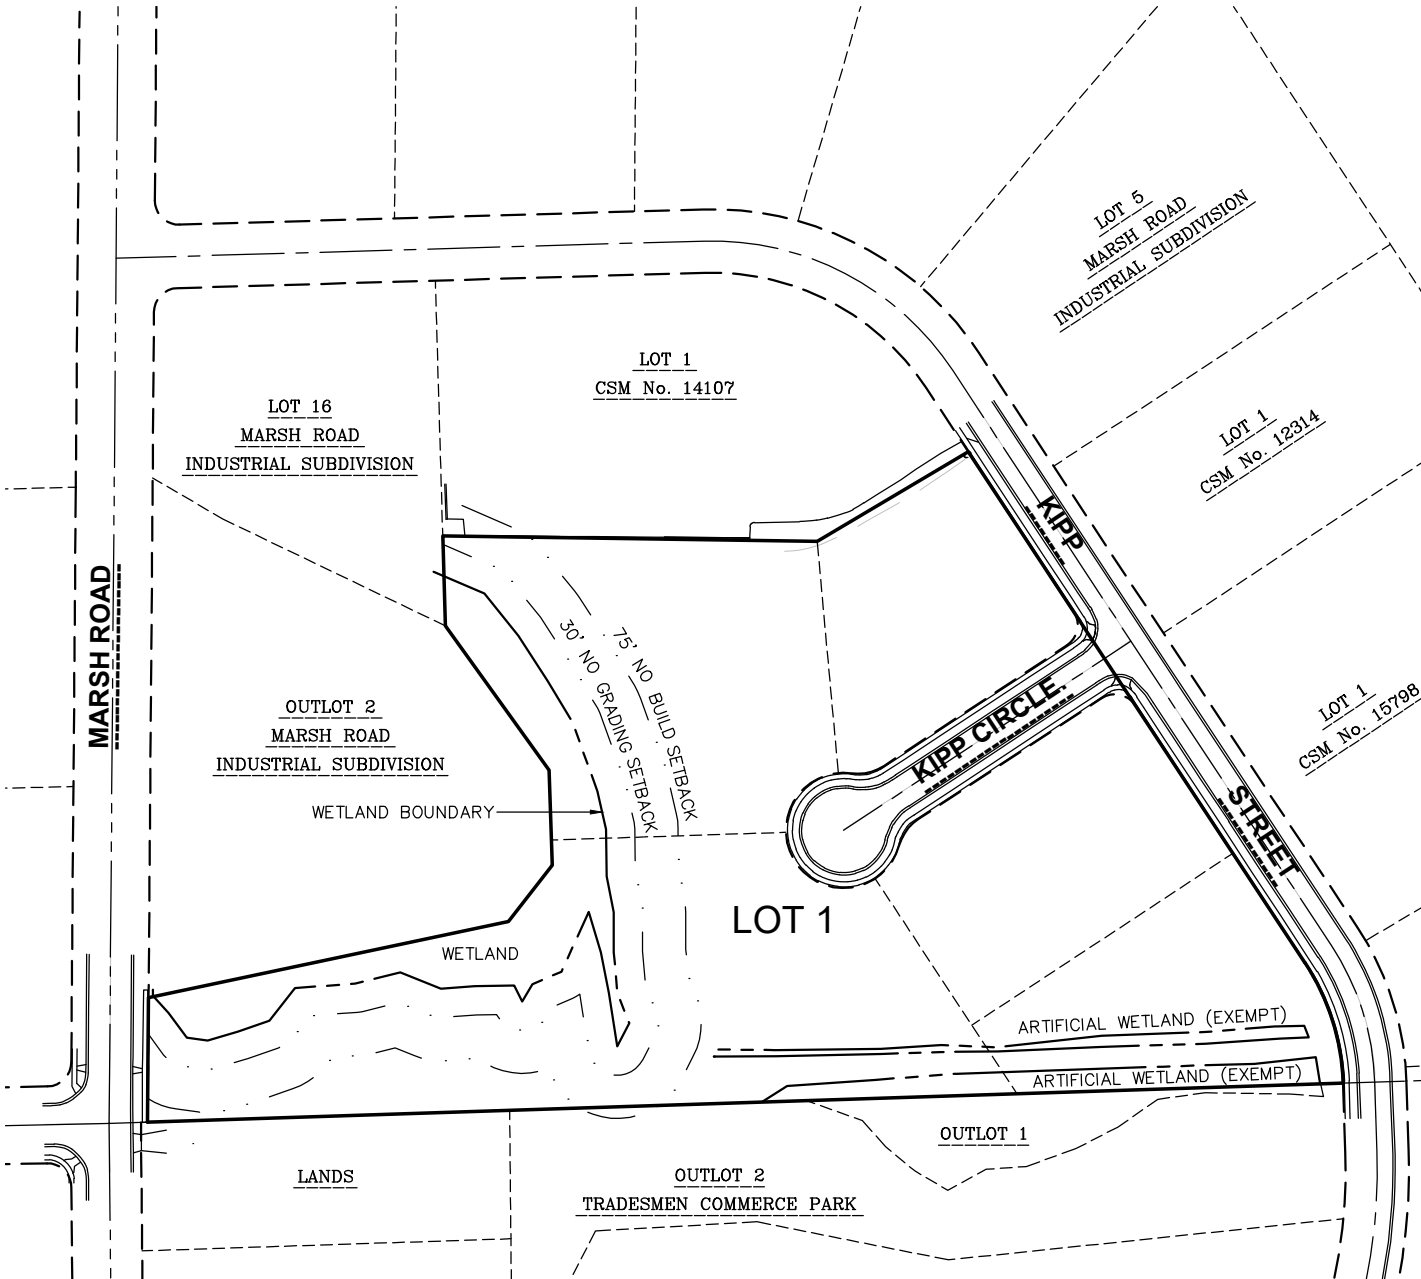 LOT 5
MARSH ROAD
INDUSTRIAL SUBDIVISION
LOT 1
CSM No. 14107
LOT 16
MARSH ROAD
INDUSTRIAL SUBDIVISION
LOT 1
CSM No. 12314
KIPP
MARSH ROAD
30' NO GRADING SETBACK
75' NO BUILD SETBACK
OUTLOT 2
MARSH ROAD
INDUSTRIAL SUBDIVISION
LOT 1
CSM No. 15798
KIPP CIRCLE
WETLAND BOUNDARY
STREET
LOT 1
WETLAND
ARTIFICIAL WETLAND (EXEMPT)
ARTIFICIAL WETLAND (EXEMPT)
OUTLOT 1
LANDS
OUTLOT 2
TRADESMEN COMMERCE PARK